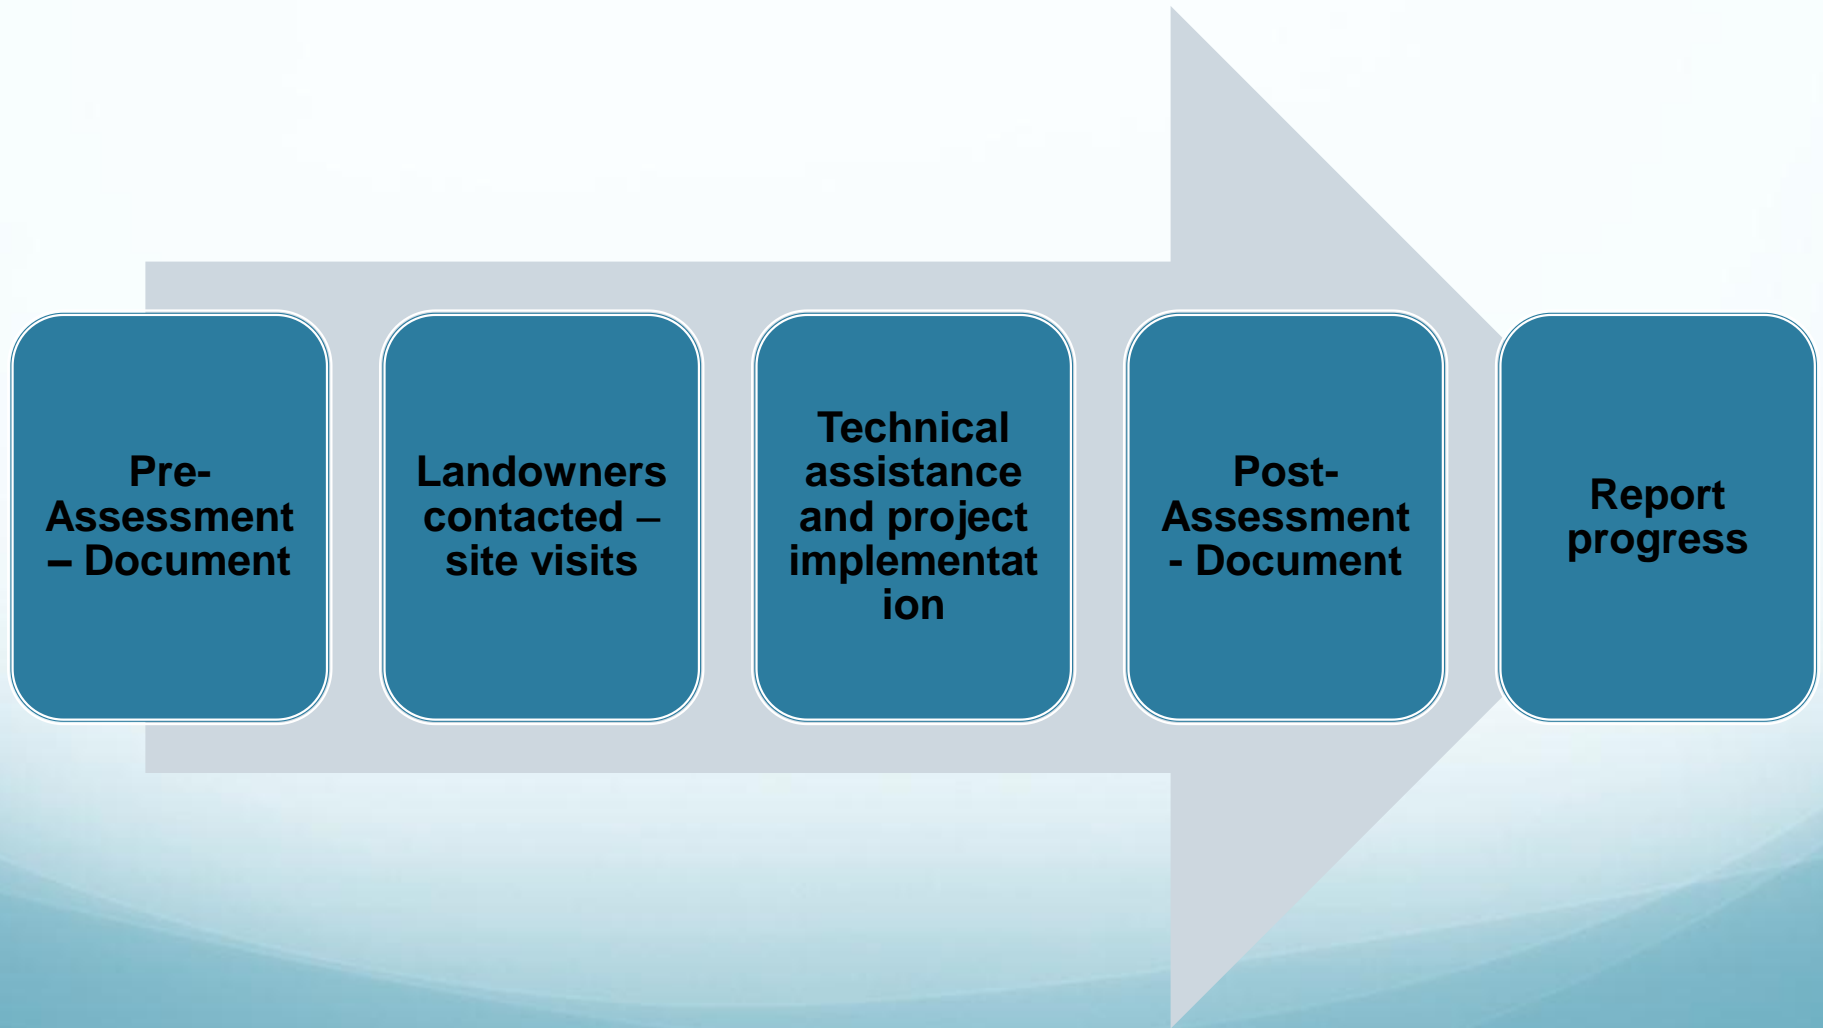 Pre-
Assessment
– Document
Landowners
contacted –
site visits
Technical
assistance
and project
implementat
ion
Post-
Assessment
- Document
Report
progress